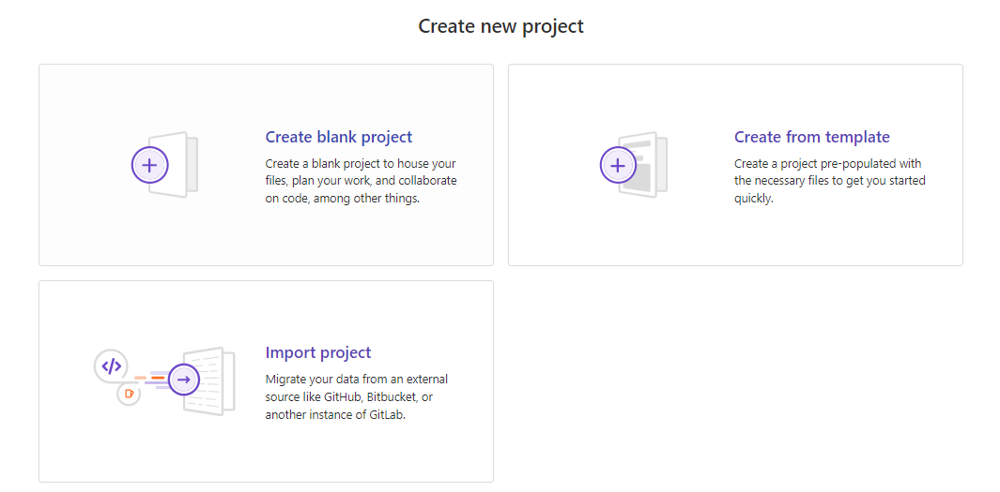 Create new project
Create blank project
Create a blank project to house your
files, plan your work, and collaborate
on code, among other things.
Create from template
Create a project pre-populated with
the necessary files to get you started
quickly.
Import project
Migrate your data from an external
source like GitHub, Bitbucket, or
another instance of GitLab.